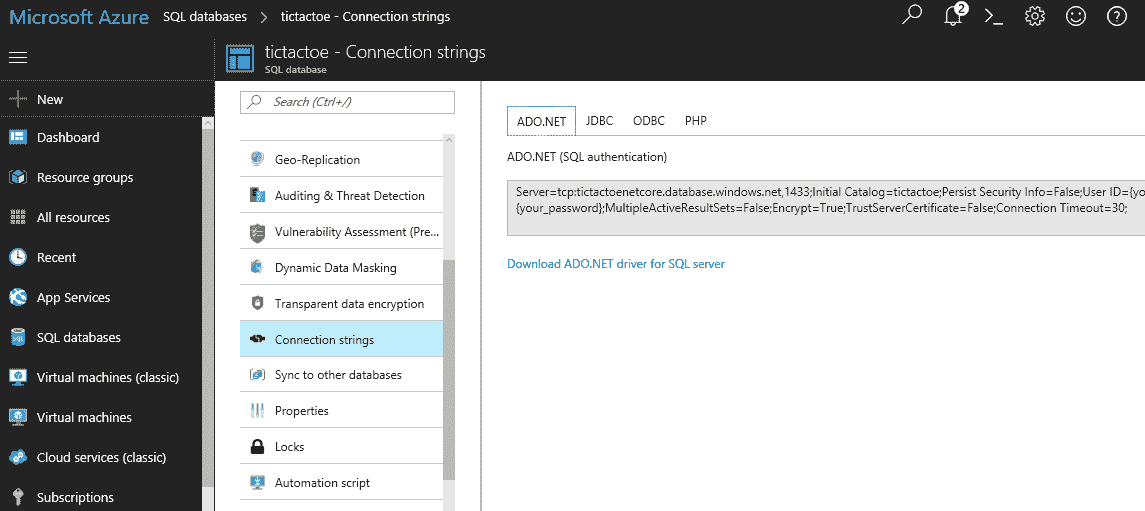 Microsoft Azure SQL databases > tictactoe - Connection strings
2
tictactoe - Connection strings
SQL database
New
Dashboard
Resource groups
All resources
Recent
App Services
SQL databases
Virtual machines (classic)
Virtual machines
Cloud services (classic)
Subscriptions
Search (Ctrl+/)
Geo-Replication
Auditing & Threat Detection
Vulnerability Assessment (Pre...
Dynamic Data Masking
Transparent data encryption
Connection strings
Sync to other databases
Properties
Locks
Automation script
ADO.NET JDBC ODBC PHP
ADO.NET (SQL authentication)
Server=tcp:tictactoenetcore.database.windows.net,1433;Initial Catalog=tictactoe;Persist Security Info=False;User ID={yo
{your_password};MultipleActiveResultSets=False;Encrypt=True;TrustServerCertificate=False;Connection Timeout=30;
Download ADO.NET driver for SQL server